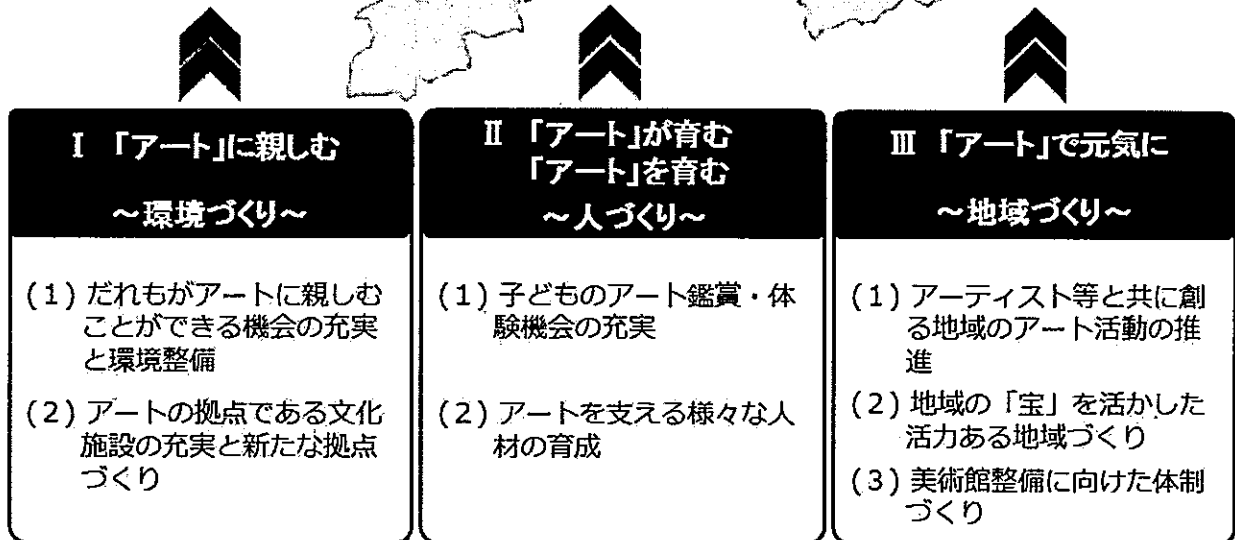 Ⅰ 「アート」に親しむ
～環境づくり～
(1) だれもがアートに親しむ
ことができる機会の充実
と環境整備
(2) アートの拠点である文化
施設の充実と新たな拠点
づくり
Ⅱ 「アート」が育む
「アート」を育む
～人づくり～
(1) 子どものアート鑑賞・体
験機会の充実
(2) アートを支える様々な人
材の育成
Ⅲ 「アート」で元気に
～地域づくり～
(1) アーティスト等と共に創
る地域のアート活動の推
進
(2) 地域の「宝」を活かした
活力ある地域づくり
(3) 美術館整備に向けた体制
づくり